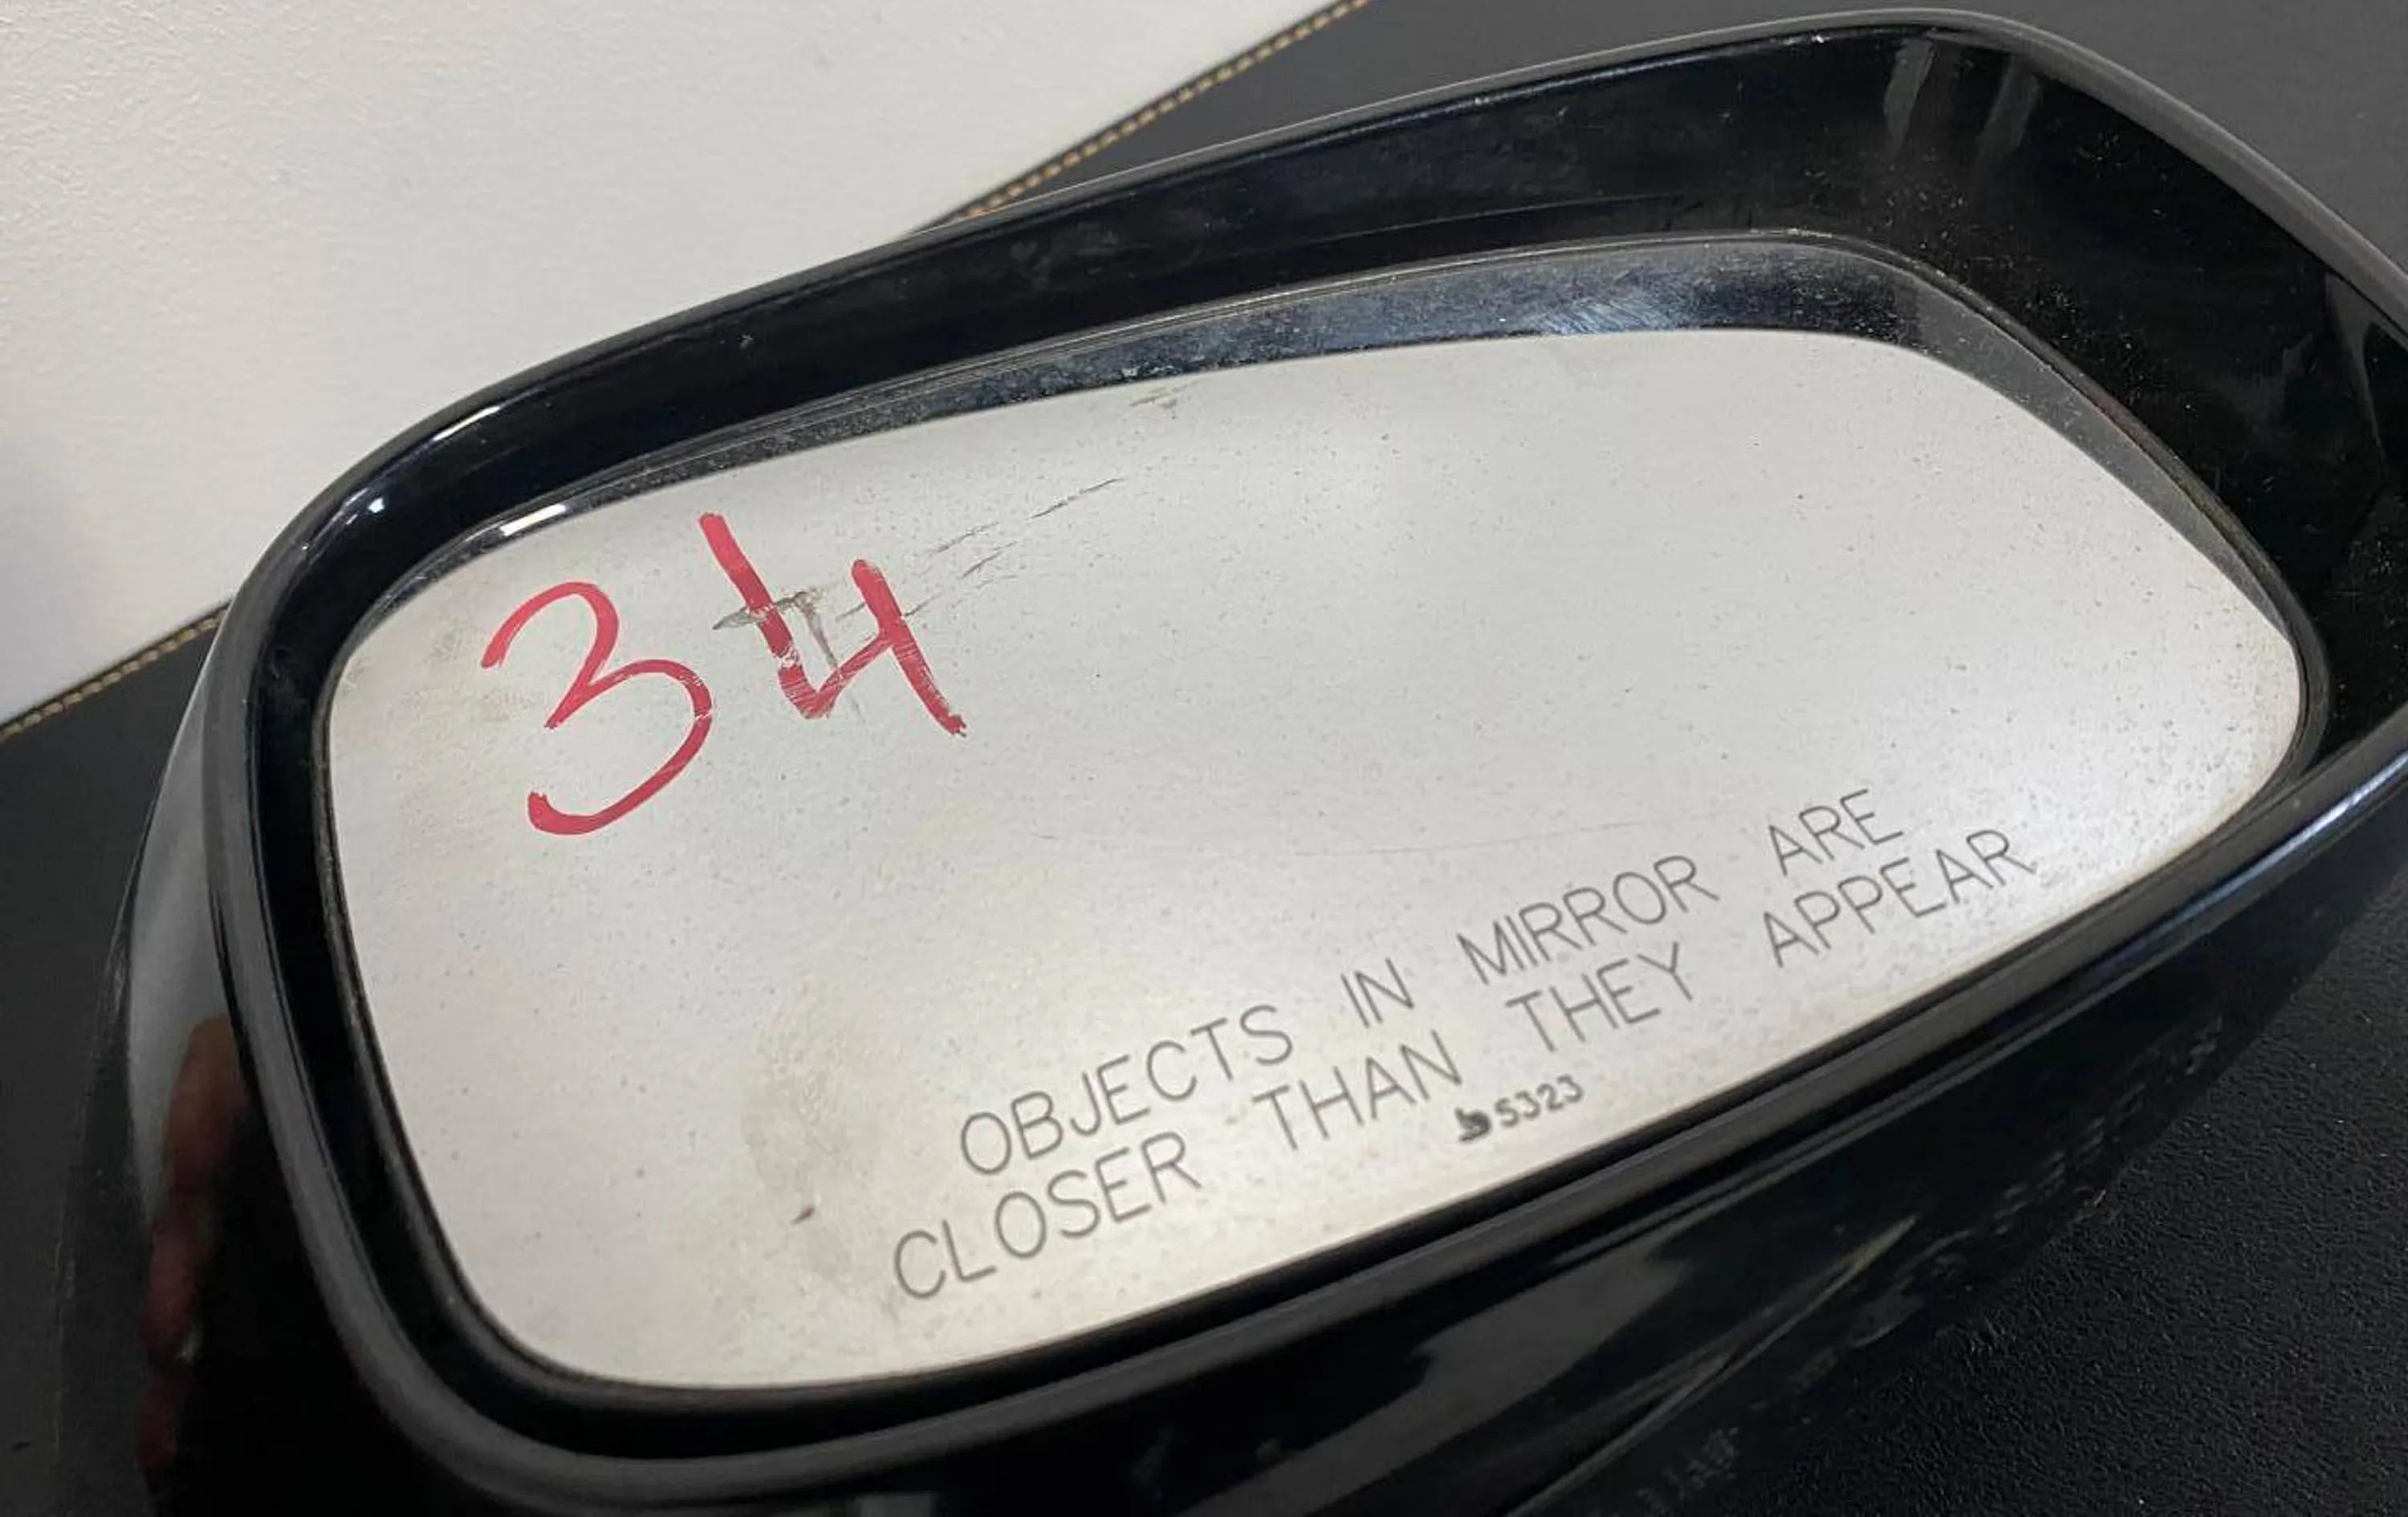 34
OBJECTS IN MIRROR ARE
CLOSER THAN THEY APPEAR
5323